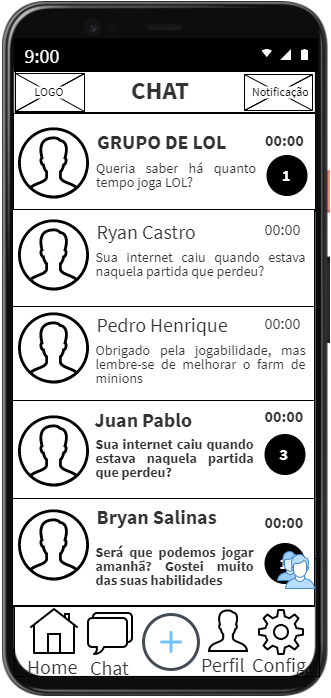 9:00
LOGO
CHAT
Notificação
GRUPO DE LOL
00:00
Queria saber há quanto
tempo joga LOL?
1
Ryan Castro
00:00
Sua internet caiu quando estava
naquela partida que perdeu?
Pedro Henrique
00:00
Obrigado pela jogabilidade, mas
lembre-se de melhorar o farm de
minions
Juan Pablo
00:00
Sua internet caiu quando
estava naquela partida
que perdeu?
3
Bryan Salinas
00:00
Será que podemos jogar
amanhã? Gostei muito
das suas habilidades
Home
Chat
Perfil
Config.